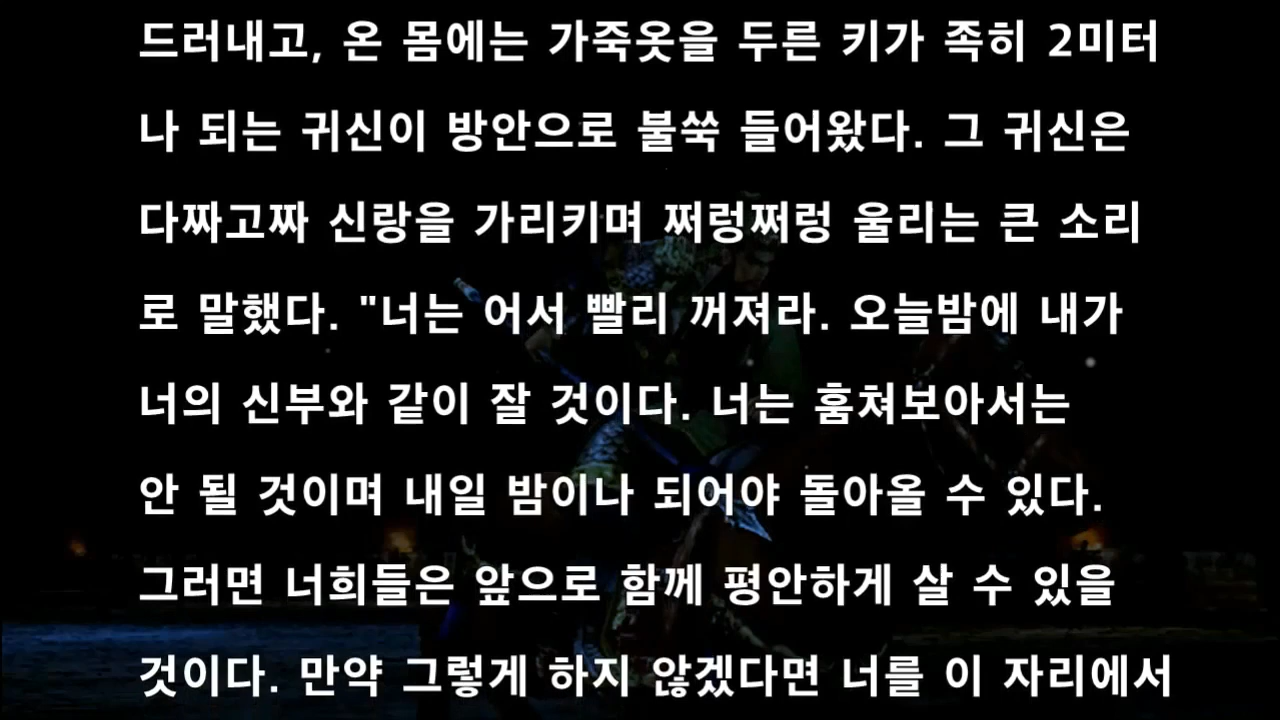 드러내고, 온 몸에는 가죽옷을 두른 키가 족히 2미터
나 되는 귀신이 방안으로 불쑥 들어왔다. 그 귀신은
다짜고짜 신랑을 가리키며 쩌렁쩌렁 울리는 큰 소리
로 말했다. "너는 어서 빨리 꺼져라. 오늘밤에 내가
너의 신부와 같이 잘 것이다. 너는 훔쳐보아서는
안 될 것이며 내일 밤이나 되어야 돌아올 수 있다.
그러면 너희들은 앞으로 함께 평안하게 살 수 있을
것이다. 만약 그렇게 하지 않겠다면 너를 이 자리에서